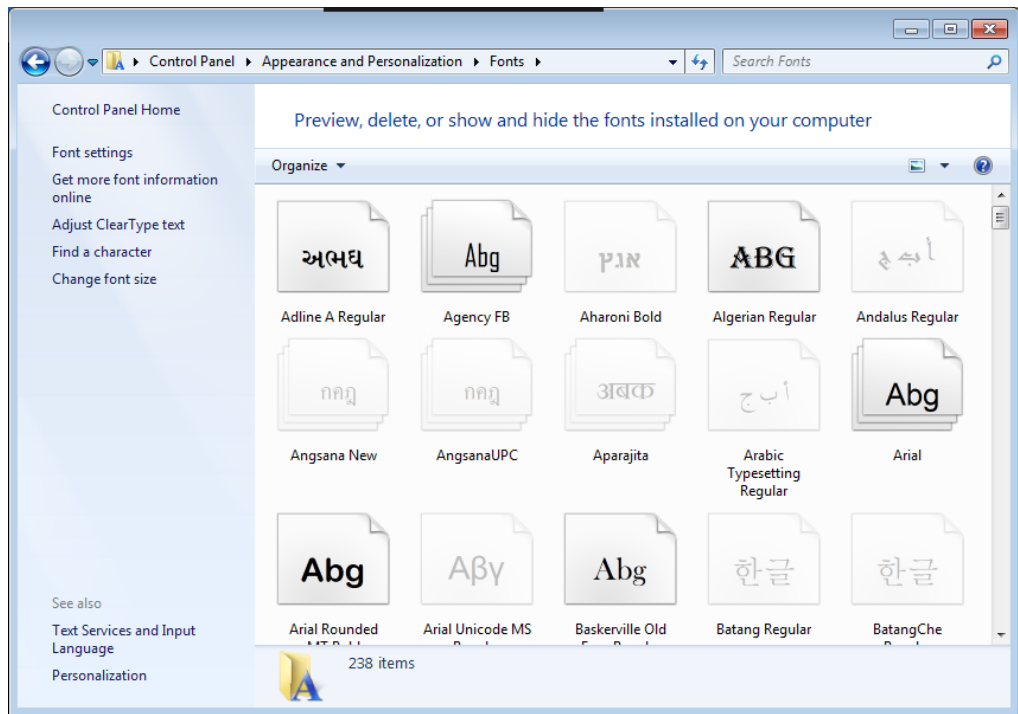 Control Panel
Appearance and Personalization
Fonts
Search Fonts
Control Panel Home
Font settings
Get more font information
online
Adjust ClearType text
Find a character
Change font size
See also
Text Services and Input
Language
Personalization
Preview, delete, or show and hide the fonts installed on your computer
Organize
અભઘ
Abg
אנץ
ABG
أ ب ج
Adline A Regular
Agency FB
Aharoni Bold
Algerian Regular
Andalus Regular
กคฎ
กคฎ
अबक
أ ب ج
Abg
Angsana New
AngsanaUPC
Aparajita
Arabic
Typesetting
Regular
Arial
Abg
Aβγ
Abg
한글
한글
Arial Rounded
Arial Unicode MS
Baskerville Old
Batang Regular
BatangChe
238 items